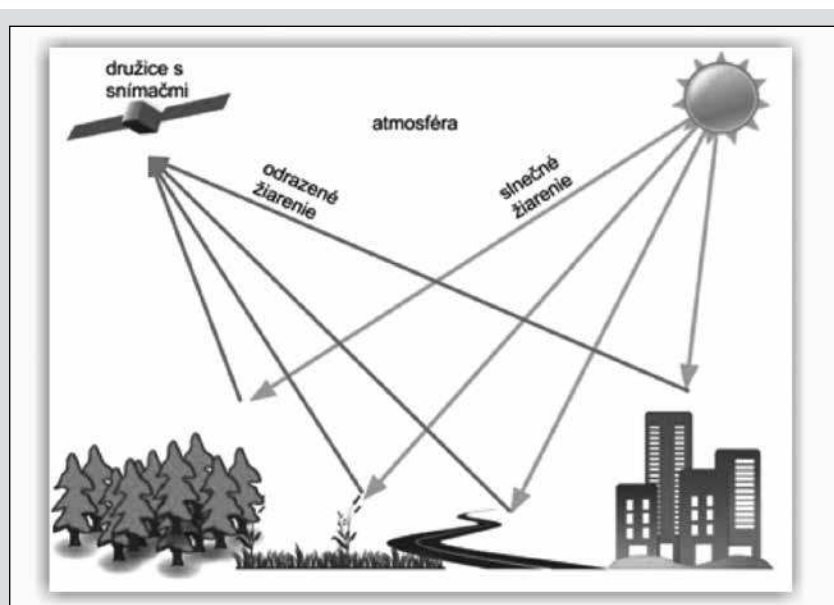 družice s
snímačmi
atmosféra
odrazené
žiarenie
slnečné
žiarenie